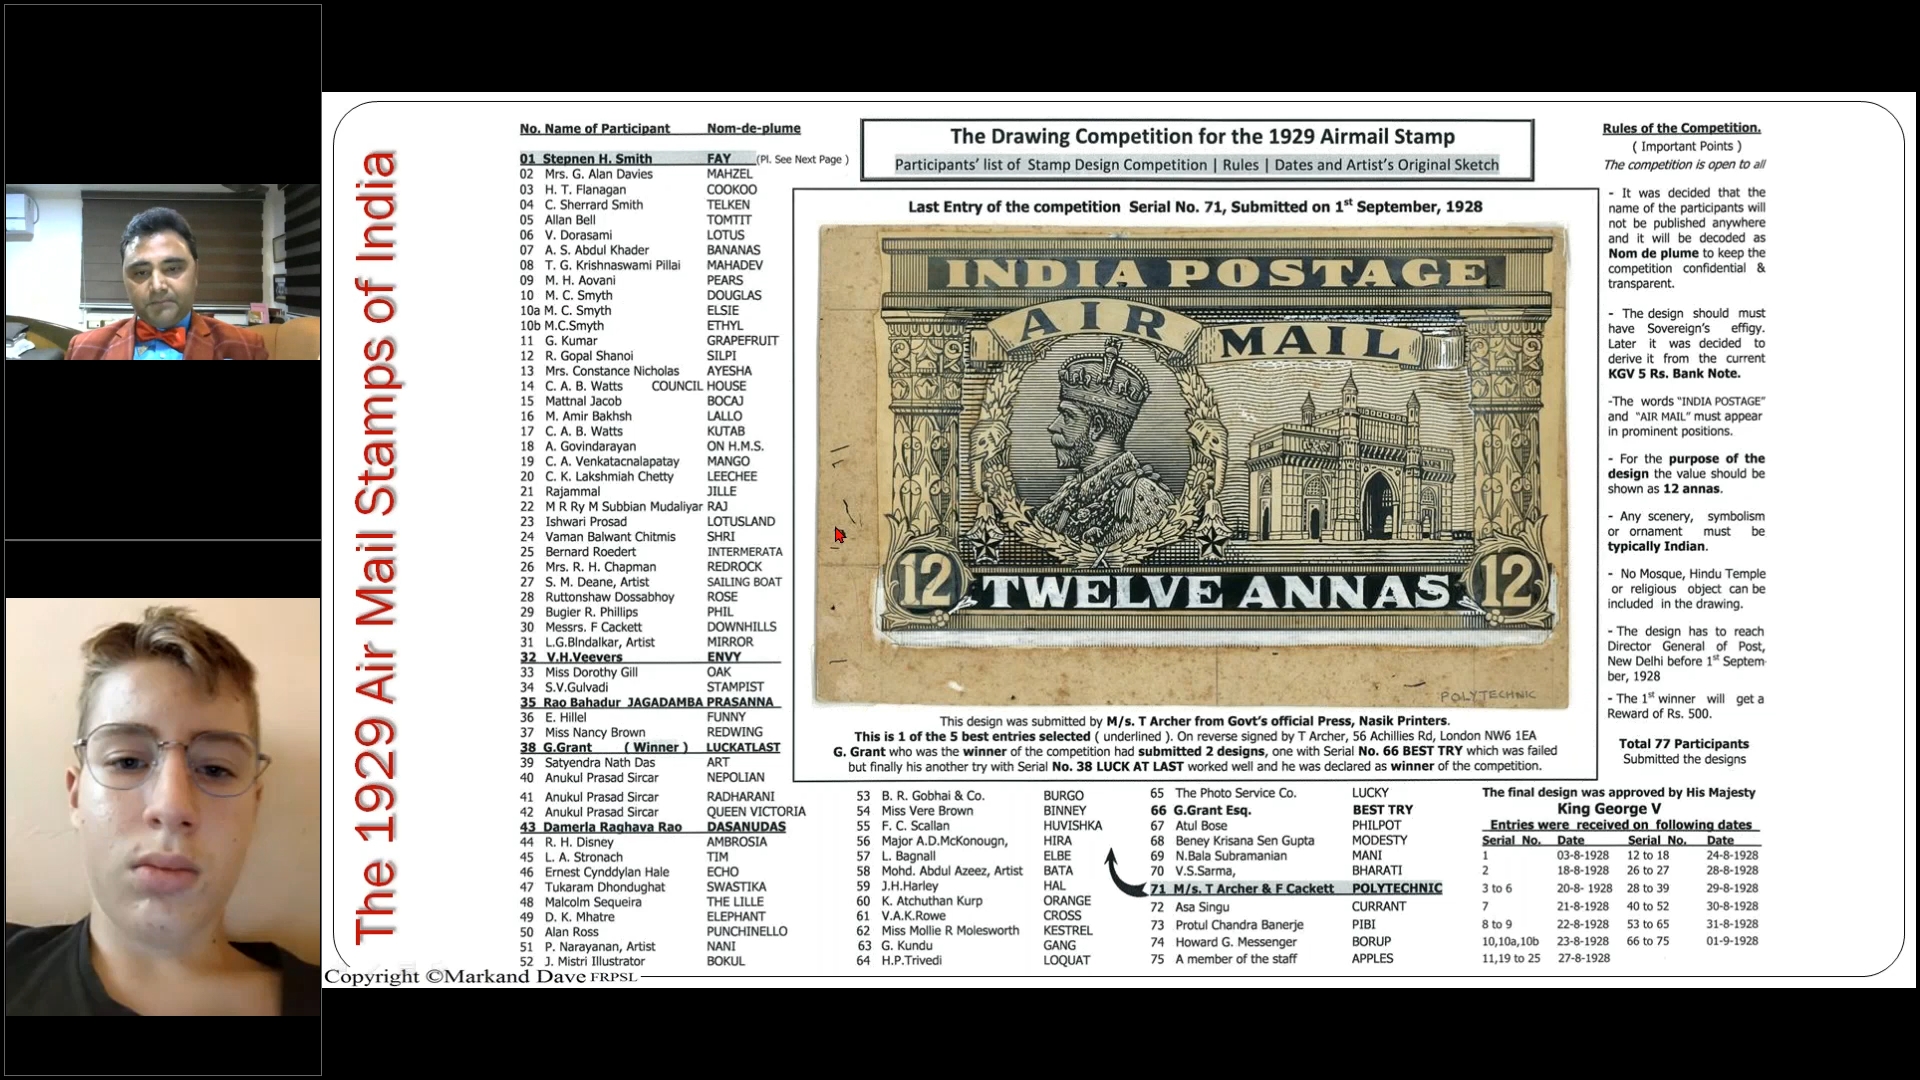 The 1929 Air Mail Stamps of India
No. Name of Participant Nom-de-plume
01 Stepnen H. Smith FAY (Pl. See Next Page )
02 Mrs. G. Alan Davies MAHZEL
03 H. T. Flanagan COOKOO
04 C. Sherrard Smith TELKEN
05 Allan Bell TOMTIT
06 V. Dorasami LOTUS
07 A. S. Abdul Khader BANANAS
08 T. G. Krishnaswami Pillai MAHADEV
09 M. H. Aovani PEARS
10 M. C. Smyth DOUGLAS
10a M. C. Smyth ELSIE
10b M.C.Smyth ETHYL
11 G. Kumar GRAPEFRUIT
12 R. Gopal Shanoi SILPI
13 Mrs. Constance Nicholas AYESHA
14 C. A. B. Watts COUNCIL HOUSE
15 Mattnal Jacob BOCAJ
16 M. Amir Bakhsh LALLO
17 C. A. B. Watts KUTAB
18 A. Govindarayan ON H.M.S.
19 C. A. Venkatacnalapatay MANGO
20 C. K. Lakshmiah Chetty LEECHEE
21 Rajammal JILLE
22 M R Ry M Subbian Mudaliyar RAJ
23 Ishwari Prosad LOTUSLAND
24 Vaman Balwant Chitmis SHRI
25 Bernard Roedert INTERMERATA
26 Mrs. R. H. Chapman REDROCK
27 S. M. Deane, Artist SAILING BOAT
28 Ruttonshaw Dossabhoy ROSE
29 Bugier R. Phillips PHIL
30 Messrs. F Cackett DOWNHILLS
31 L.G.Blndalkar, Artist MIRROR
32 V.H.Veevers ENVY
33 Miss Dorothy Gill OAK
34 S.V.Gulvadi STAMPIST
35 Rao Bahadur JAGADAMBA PRASANNA
36 E. Hillel FUNNY
37 Miss Nancy Brown REDWING
38 G.Grant ( Winner ) LUCKATLAST
39 Satyendra Nath Das ART
40 Anukul Prasad Sircar NEPOLIAN
41 Anukul Prasad Sircar RADHARANI
42 Anukul Prasad Sircar QUEEN VICTORIA
43 Damerla Raghava Rao DASANUDAS
44 R. H. Disney AMBROSIA
45 L. A. Stronach TIM
46 Ernest Cynddylan Hale ECHO
47 Tukaram Dhondughat SWASTIKA
48 Malcolm Sequeira THE LILLE
49 D. K. Mhatre ELEPHANT
50 Alan Ross PUNCHINELLO
51 P. Narayanan, Artist NANI
52 J. Mistri Illustrator BOKUL
The Drawing Competition for the 1929 Airmail Stamp
Participants' list of Stamp Design Competition | Rules | Dates and Artist's Original Sketch
Last Entry of the competition Serial No. 71, Submitted on 1st September, 1928
INDIA POSTAGE
AIR MAIL
12 TWELVE ANNAS 12
POLYTECHNIC
This design was submitted by M/s. T Archer from Govt's official Press, Nasik Printers.
This is 1 of the 5 best entries selected ( underlined ). On reverse signed by T Archer, 56 Achillies Rd, London NW6 1EA
G. Grant who was the winner of the competition had submitted 2 designs, one with Serial No. 66 BEST TRY which was failed
but finally his another try with Serial No. 38 LUCK AT LAST worked well and he was declared as winner of the competition.
53 B. R. Gobhai & Co. BURGO
54 Miss Vere Brown BINNEY
55 F. C. Scallan HUVISHKA
56 Major A.D.McKonougn, HIRA
57 L. Bagnall ELBE
58 Mohd. Abdul Azeez, Artist BATA
59 J.H.Harley HAL
60 K. Atchuthan Kurp ORANGE
61 V.A.K.Rowe CROSS
62 Miss Mollie R Molesworth KESTREL
63 G. Kundu GANG
64 H.P.Trivedi LOQUAT
65 The Photo Service Co. LUCKY
66 G.Grant Esq. BEST TRY
67 Atul Bose PHILPOT
68 Beney Krisana Sen Gupta MODESTY
69 N.Bala Subramanian MANI
70 V.S.Sarma, BHARATI
71 M/s. T Archer & F Cackett POLYTECHNIC
72 Asa Singu CURRANT
73 Protul Chandra Banerje PIBI
74 Howard G. Messenger BORUP
75 A member of the staff APPLES
Rules of the Competition.
( Important Points )
The competition is open to all
- It was decided that the
name of the participants will
not be published anywhere
and it will be decoded as
Nom de plume to keep the
competition confidential &
transparent.
- The design should must
have Sovereign's effigy.
Later it was decided to
derive it from the current
KGV 5 Rs. Bank Note.
-The words "INDIA POSTAGE"
and "AIR MAIL" must appear
in prominent positions.
- For the purpose of the
design the value should be
shown as 12 annas.
- Any scenery, symbolism
or ornament must be
typically Indian.
- No Mosque, Hindu Temple
or religious object can be
included in the drawing.
- The design has to reach
Director General of Post,
New Delhi before 1st Septem-
ber, 1928
- The 1st winner will get a
Reward of Rs. 500.
Total 77 Participants
Submitted the designs
The final design was approved by His Majesty
King George V
Entries were received on following dates
Serial No. Date Serial No. Date
1 03-8-1928 12 to 18 24-8-1928
2 18-8-1928 26 to 27 28-8-1928
3 to 6 20-8- 1928 28 to 39 29-8-1928
7 21-8-1928 40 to 52 30-8-1928
8 to 9 22-8-1928 53 to 65 31-8-1928
10,10a,10b 23-8-1928 66 to 75 01-9-1928
11,19 to 25 27-8-1928
Copyright ©Markand Dave FRPSL